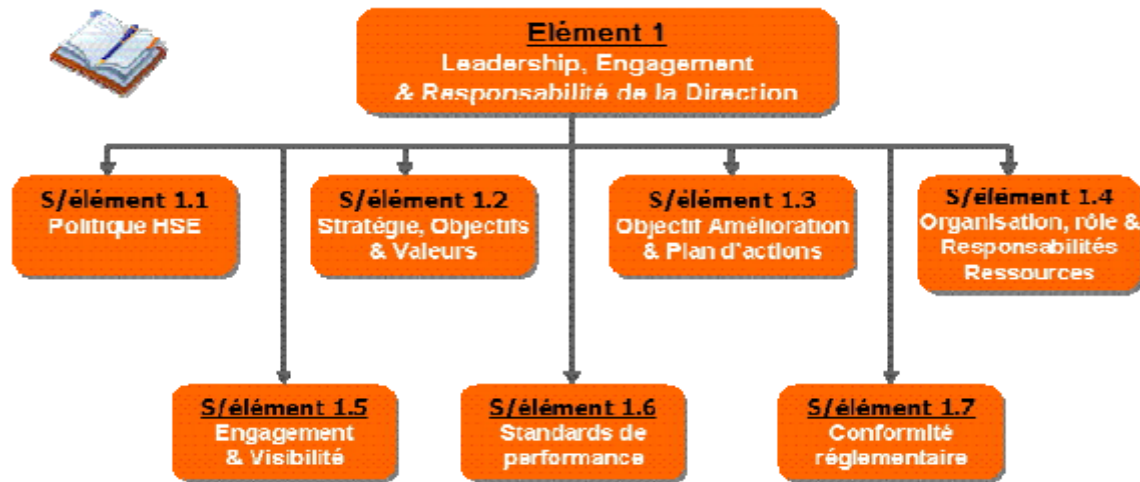 Elément 1
Leadership, Engagement
& Responsabilité de la Direction
S/élément 1.1
Politique HSE
S/élément 1.2
Stratégie, Objectifs
& Valeurs
S/élément 1.3
Objectif Amélioration
& Plan d'actions
S/élément 1.4
Organisation, rôle &
Responsabilités
Ressources
S/élément 1.5
Engagement
& Visibilité
S/élément 1.6
Standards de
performance
S/élément 1.7
Conformité
réglementaire